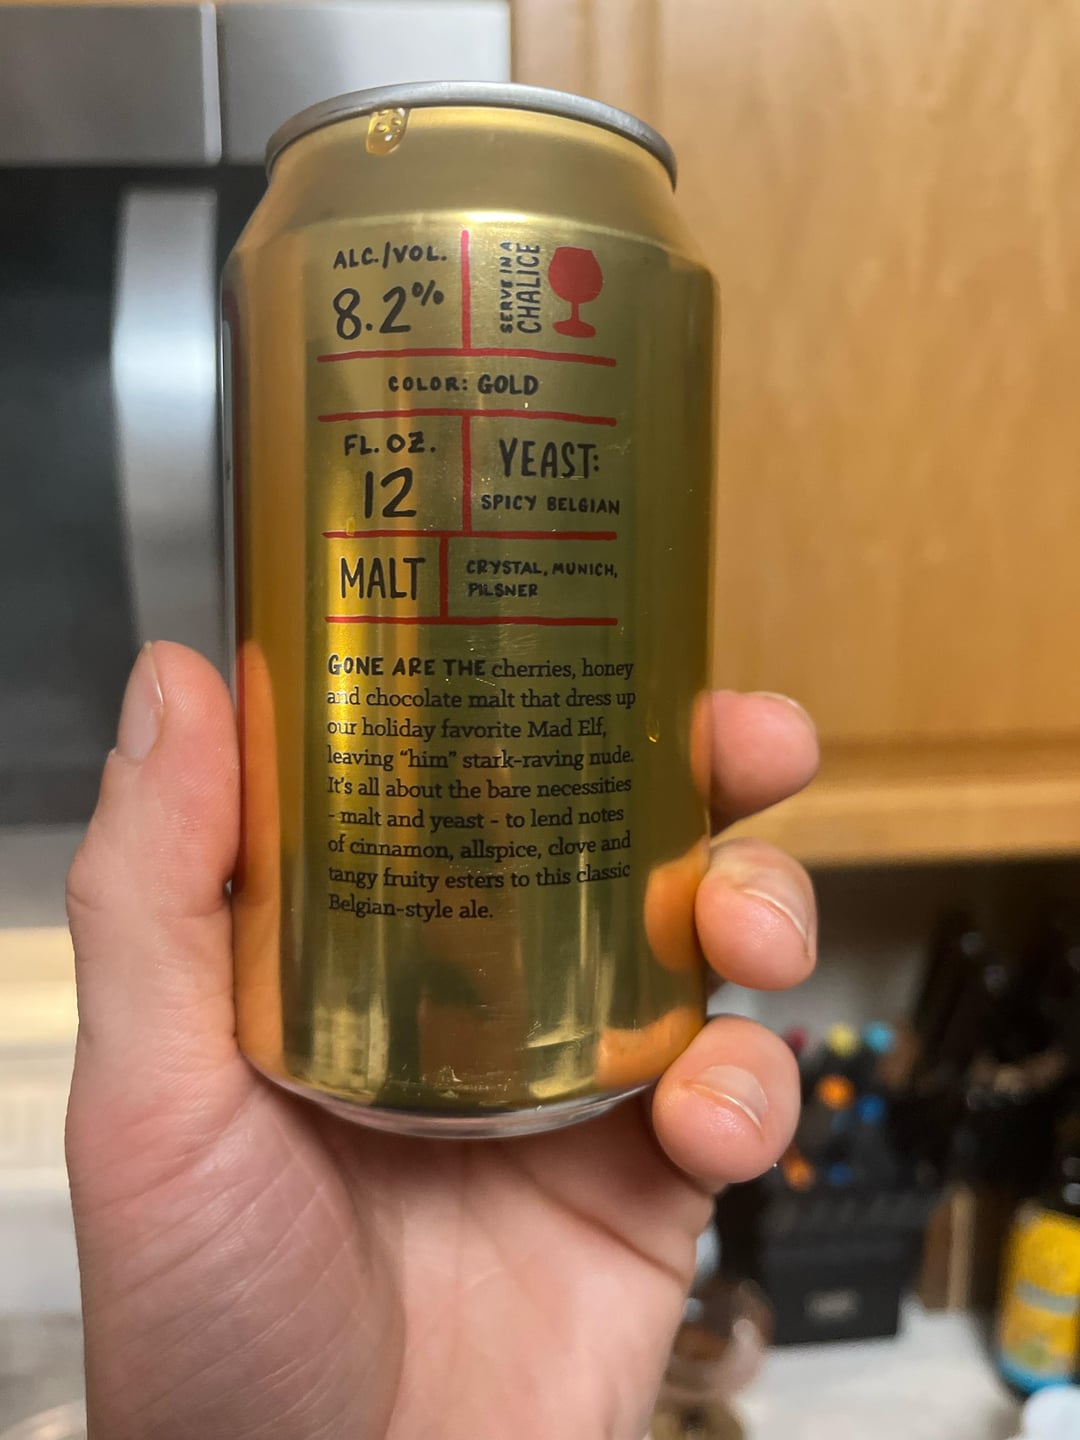 ALC./VOL.
8.2%
SERVE IN A
CHALICE
COLOR: GOLD
FL. OZ.
12
YEAST:
SPICY BELGIAN
MALT
CRYSTAL, MUNICH,
PILSNER
GONE ARE THE cherries, honey
and chocolate malt that dress up
our holiday favorite Mad Elf,
leaving “him” stark-raving nude.
It's all about the bare necessities
- malt and yeast - to lend notes
of cinnamon, allspice, clove and
tangy fruity esters to this classic
Belgian-style ale.